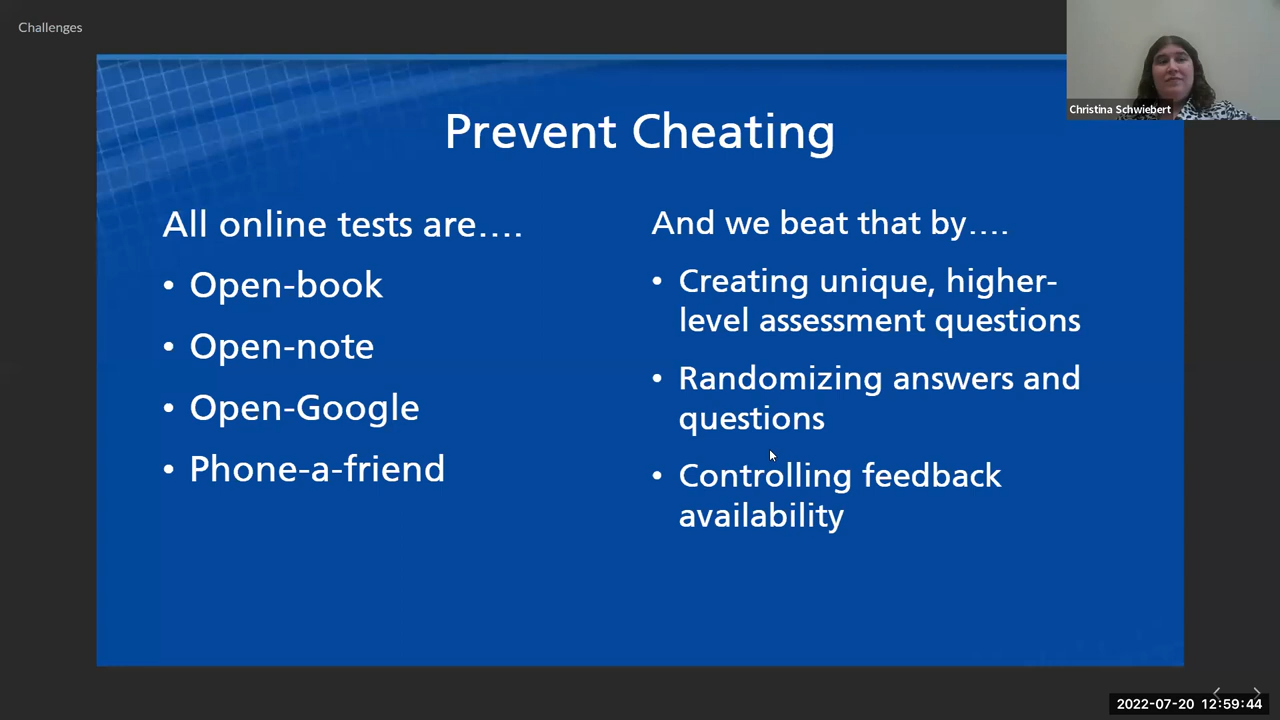 Challenges
Christina Schwiebert
Prevent Cheating
All online tests are....
• Open-book
• Open-note
• Open-Google
• Phone-a-friend
And we beat that by....
• Creating unique, higher-
level assessment questions
• Randomizing answers and
questions
• Controlling feedback
availability
2022-07-20 12:59:44